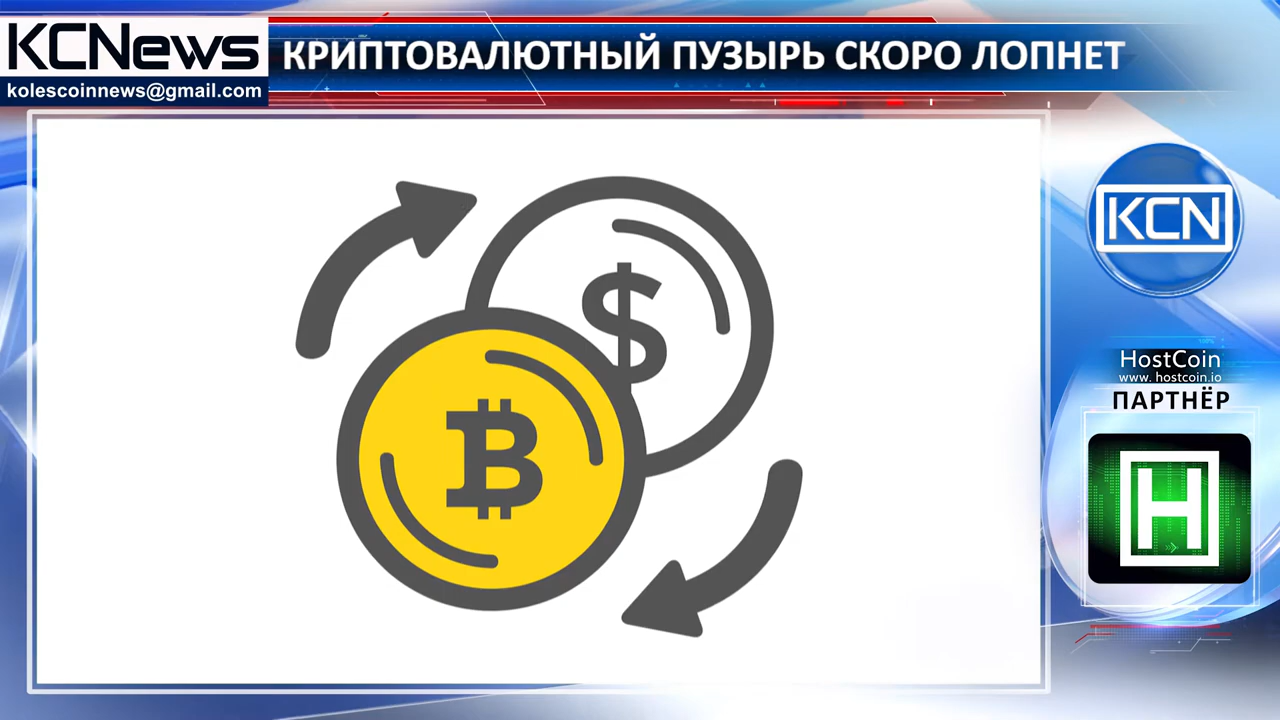 KCNews
kolescoinnews@gmail.com
КРИПТОВАЛЮТНЫЙ ПУЗЫРЬ СКОРО ЛОПНЕТ
$
B
KCN
HostCoin
www. hostcoin.io
ПАРТНЁР
H